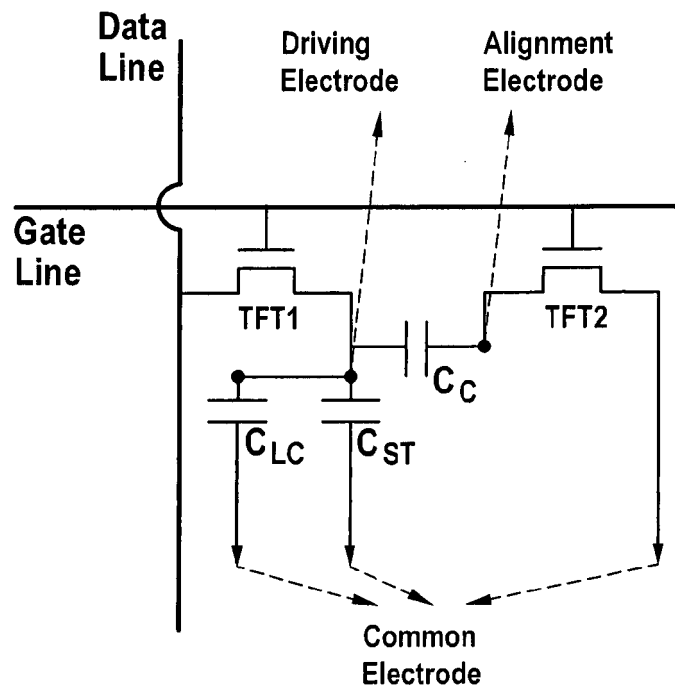 Data
Line
Driving
Electrode
Alignment
Electrode
Gate
Line
TFT1
TFT2
C_C
C_LC
C_ST
Common
Electrode